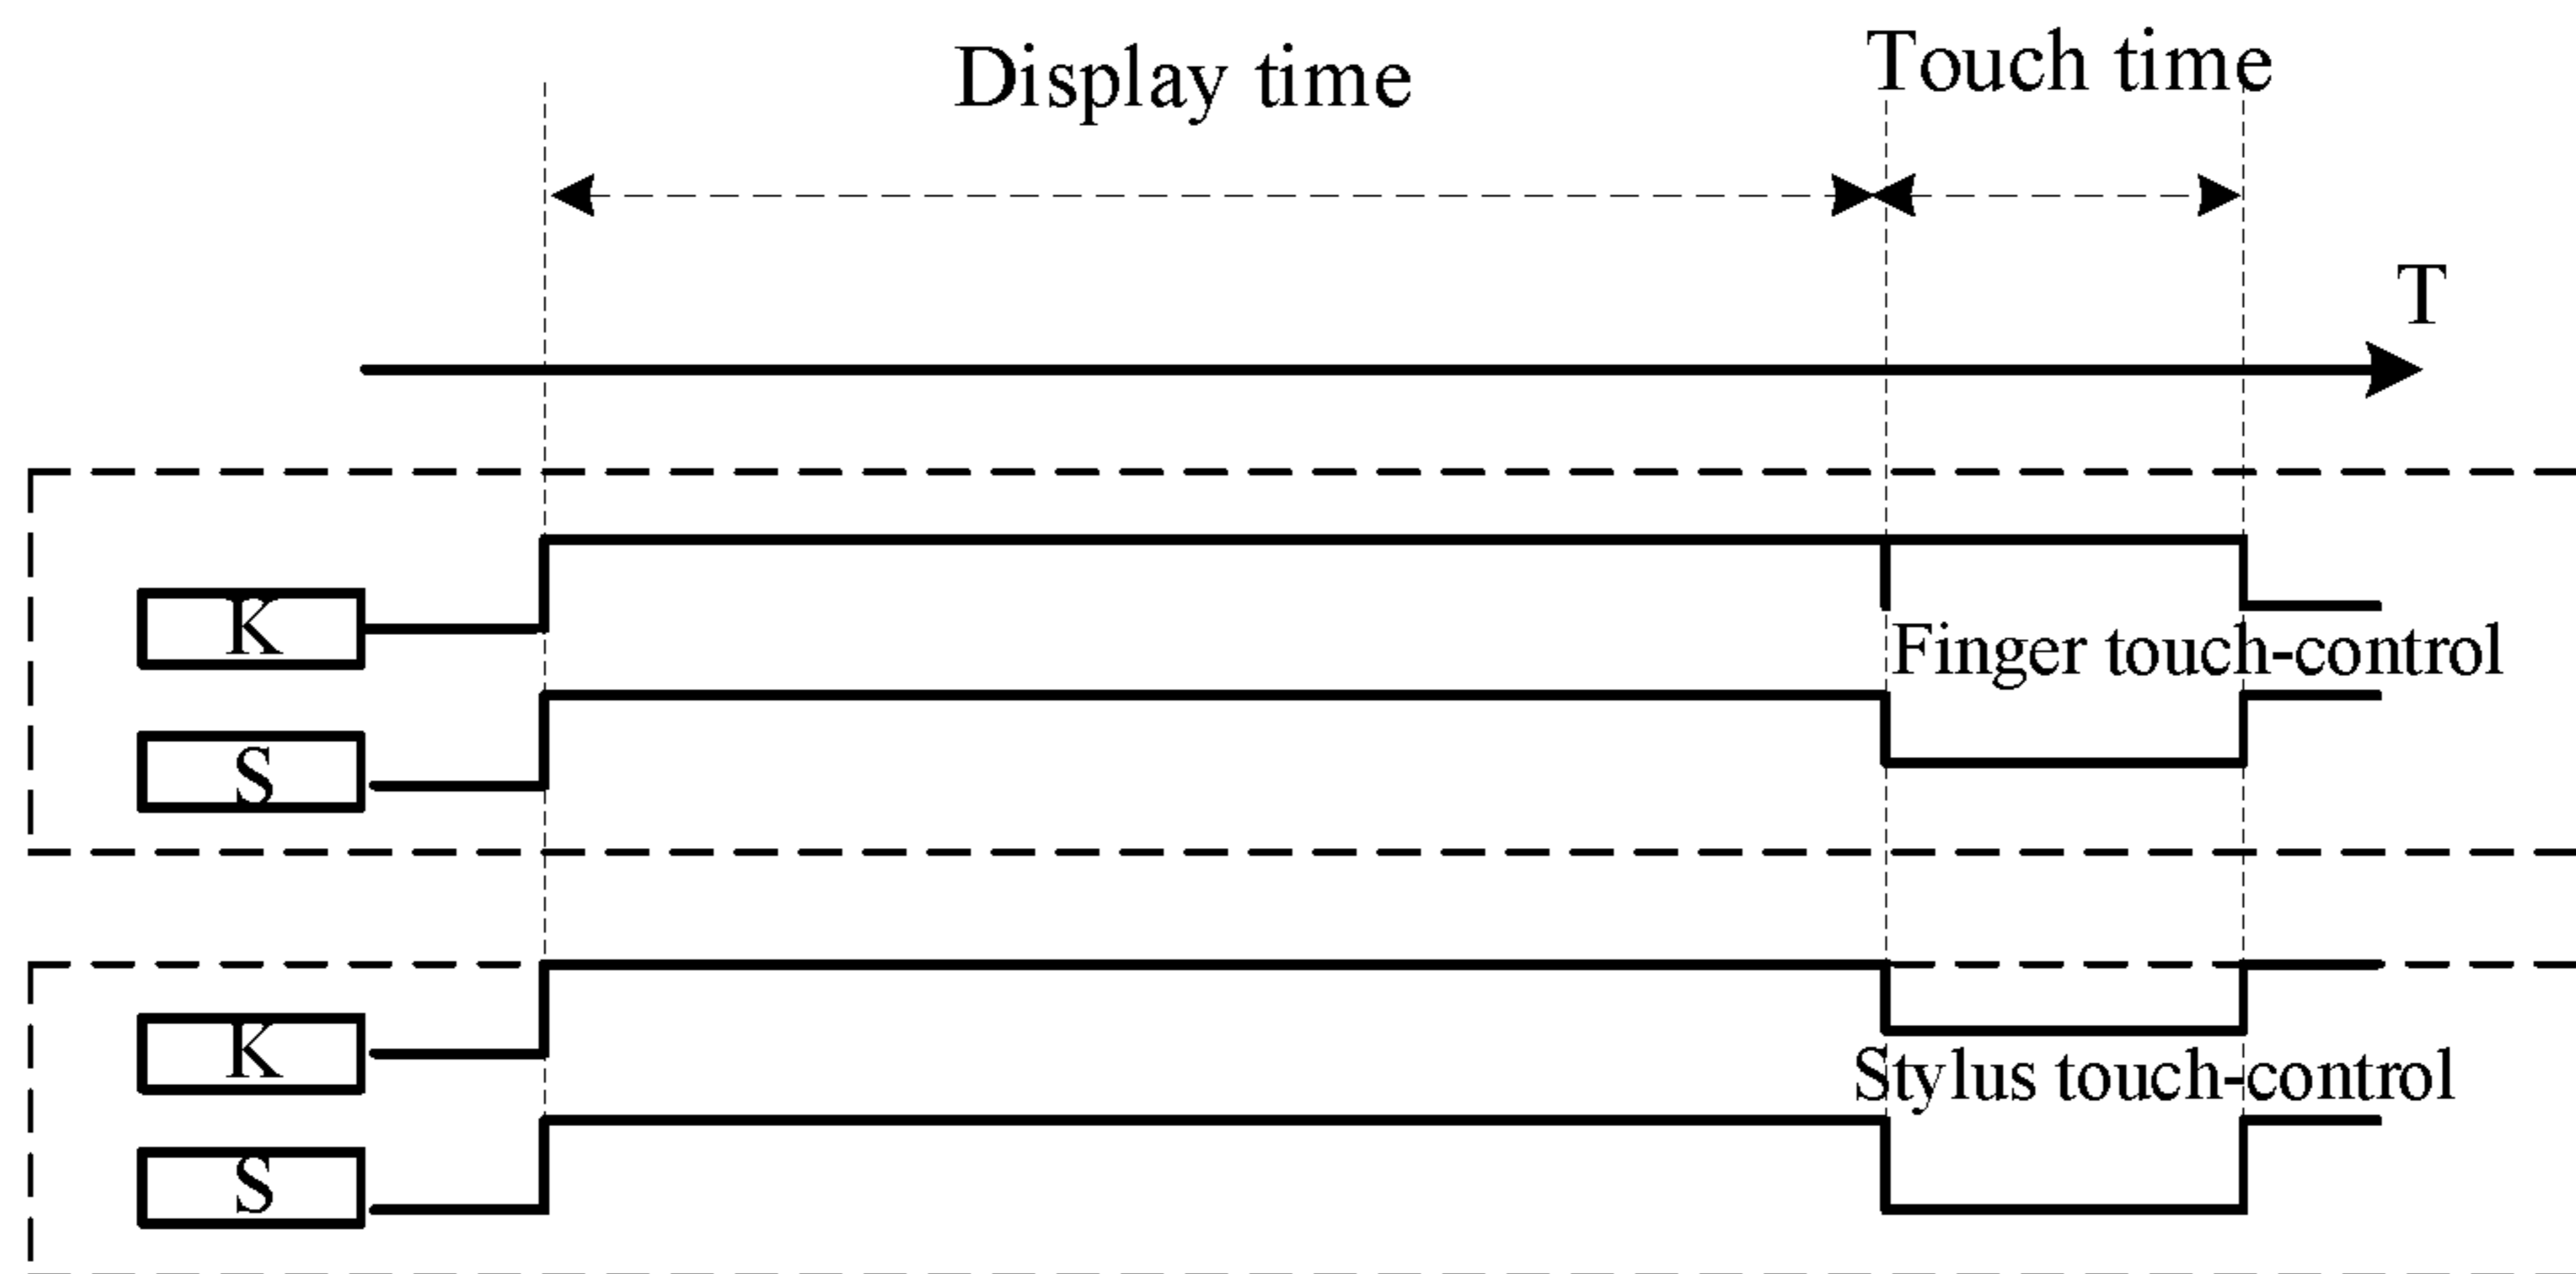 Display time
Touch time
T
K
Finger touch-control
S
K
Stylus touch-control
S